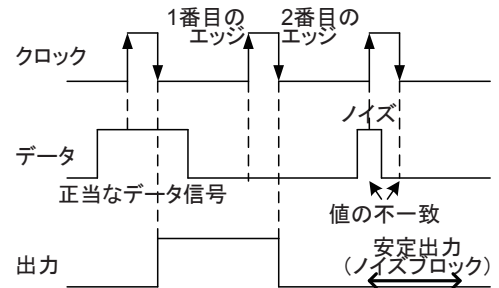 1番目の
エッジ
2番目の
エッジ
クロック
ノイズ
データ
正当なデータ信号
値の不一致
安定出力
(ノイズブロック)
出力